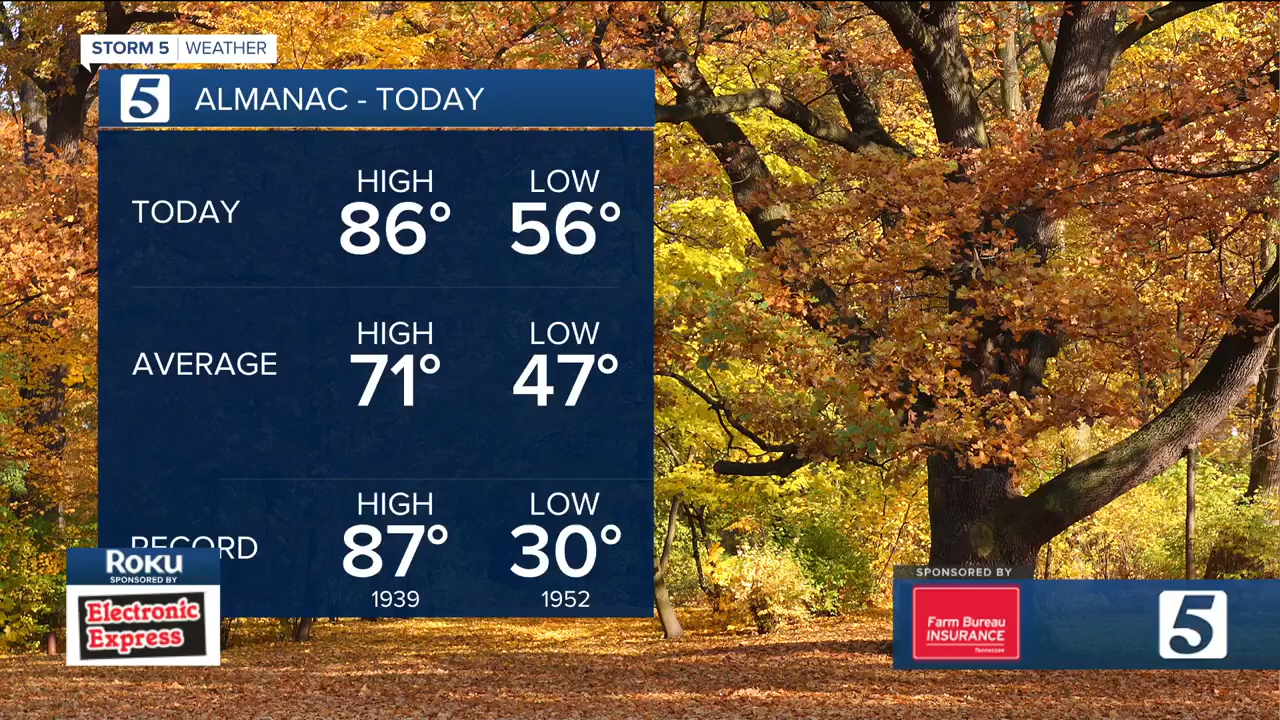 STORM 5 | WEATHER
5 ALMANAC - TODAY
HIGH LOW
TODAY 86° 56°
HIGH LOW
AVERAGE 71° 47°
HIGH LOW
RECORD 87° 30°
1939 1952
Roku
SPONSORED BY
Electronic
Express
SPONSORED BY
Farm Bureau
INSURANCE
Tennessee
5